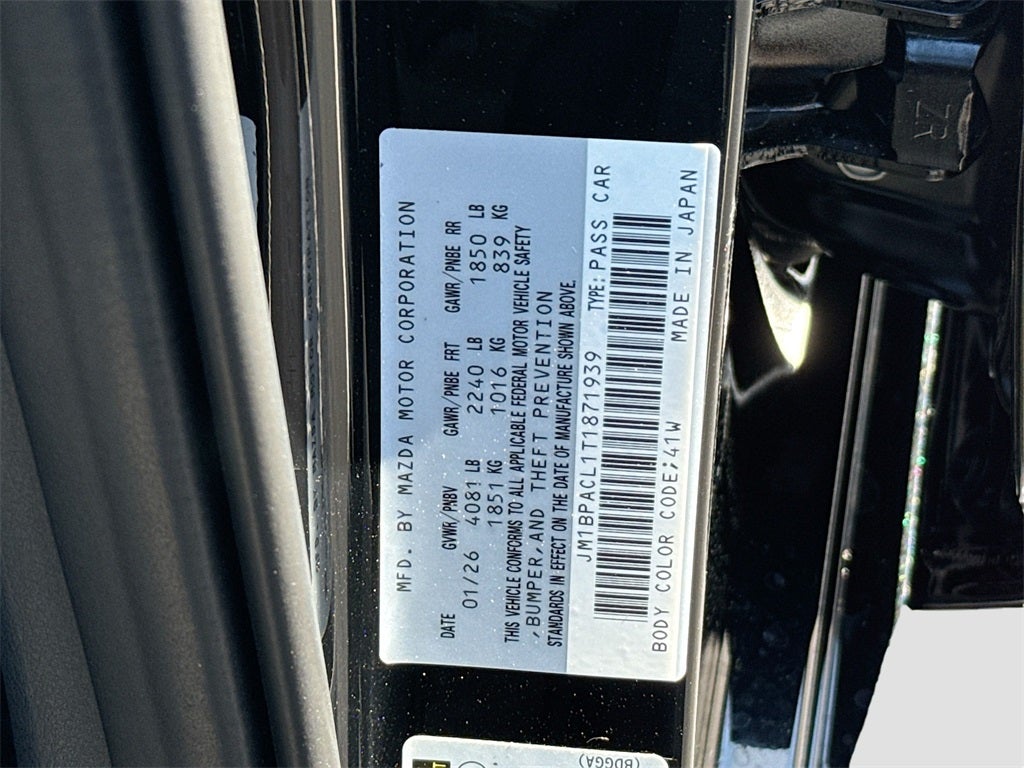 MFD. BY MAZDA MOTOR CORPORATION
DATE GVWR/PNBV GAWR/PNBE FRT GAWR/PNBE RR
01/26 4081 LB 2240 LB 1850 LB
1851 KG 1016 KG 839 KG
THIS VEHICLE CONFORMS TO ALL APPLICABLE FEDERAL MOTOR VEHICLE SAFETY
,BUMPER,AND THEFT PREVENTION
STANDARDS IN EFFECT ON THE DATE OF MANUFACTURE SHOWN ABOVE.
JM1BPACL1T1871939 TYPE: PASS CAR
BODY COLOR CODE;41W MADE IN JAPAN
ZR
(BDGGA)